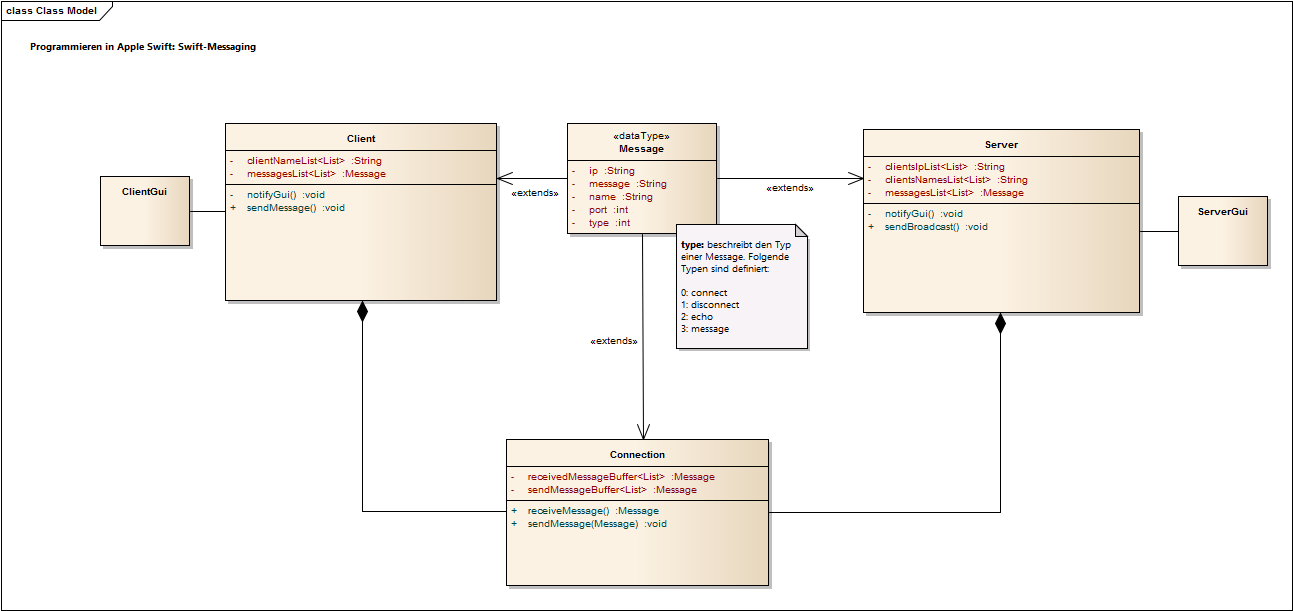 class Class Model
Programmieren in Apple Swift: Swift-Messaging
ClientGui
Client
- clientNameList<List> :String
- messagesList<List> :Message
- notifyGui() :void
+ sendMessage() :void
«extends»
«dataType»
Message
- ip :String
- message :String
- name :String
- port :int
- type :int
«extends»
type: beschreibt den Typ
einer Message. Folgende
Typen sind definiert:
0: connect
1: disconnect
2: echo
3: message
Server
- clientsIpList<List> :String
- clientsNamesList<List> :String
- messagesList<List> :Message
- notifyGui() :void
+ sendBroadcast() :void
ServerGui
«extends»
Connection
- receivedMessageBuffer<List> :Message
- sendMessageBuffer<List> :Message
+ receiveMessage() :Message
+ sendMessage(Message) :void